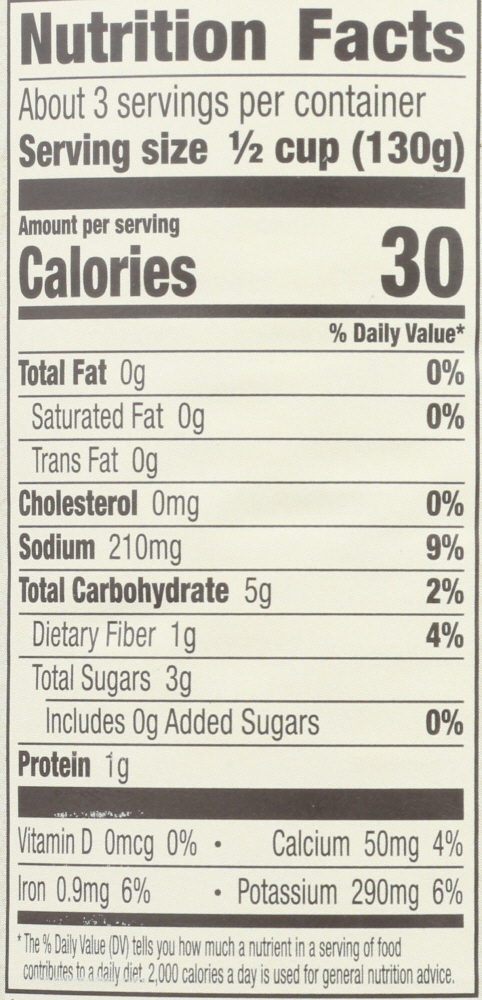 Nutrition Facts
About 3 servings per container
Serving size ½ cup (130g)
Amount per serving
Calories 30
% Daily Value*
Total Fat 0g 0%
Saturated Fat 0g 0%
Trans Fat 0g
Cholesterol 0mg 0%
Sodium 210mg 9%
Total Carbohydrate 5g 2%
Dietary Fiber 1g 4%
Total Sugars 3g
Includes 0g Added Sugars 0%
Protein 1g
Vitamin D 0mcg 0% • Calcium 50mg 4%
Iron 0.9mg 6% • Potassium 290mg 6%
* The % Daily Value (DV) tells you how much a nutrient in a serving of food
contributes to a daily diet. 2,000 calories a day is used for general nutrition advice.